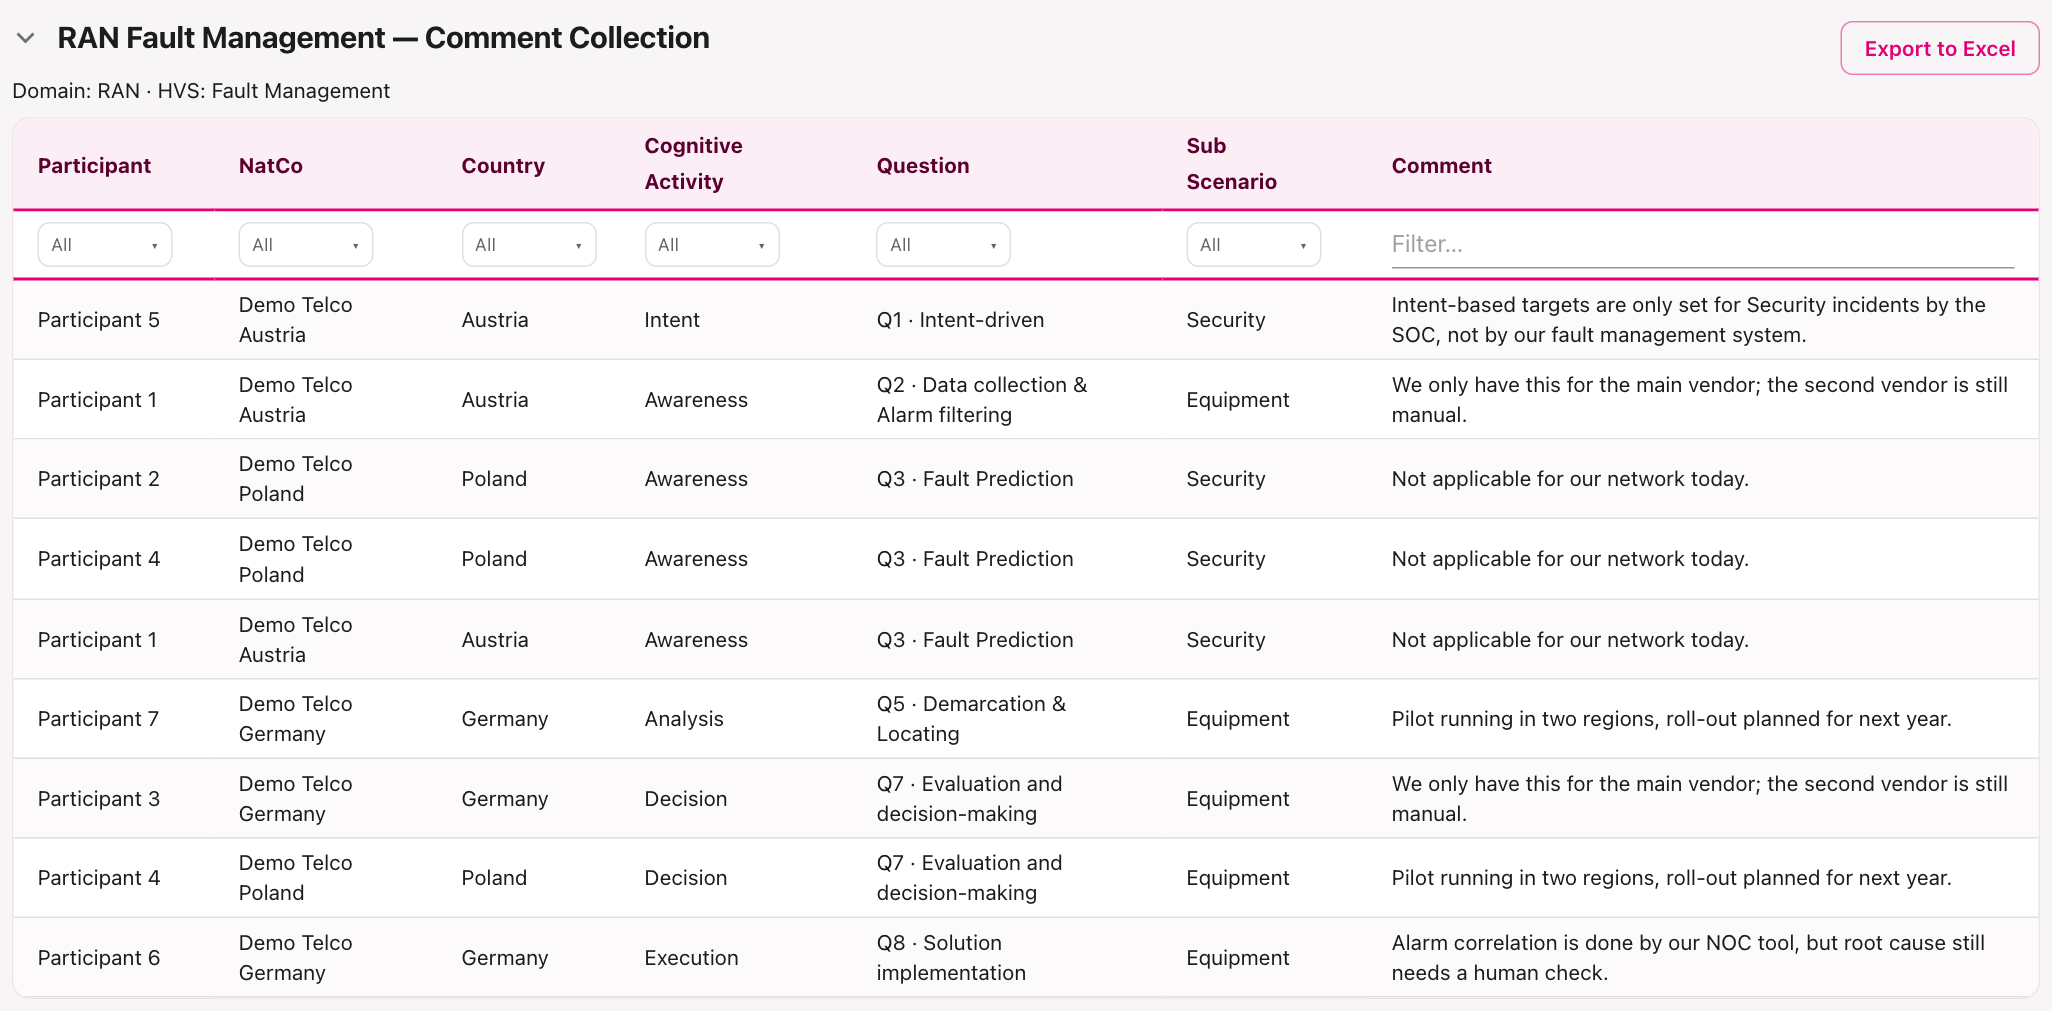 RAN Fault Management — Comment Collection
Export to Excel
Domain: RAN · HVS: Fault Management
Participant NatCo Country Cognitive Activity Question Sub Scenario Comment
All All All All All All Filter...
Participant 5 Demo Telco Austria Austria Intent Q1 · Intent-driven Security Intent-based targets are only set for Security incidents by the SOC, not by our fault management system.
Participant 1 Demo Telco Austria Austria Awareness Q2 · Data collection & Alarm filtering Equipment We only have this for the main vendor; the second vendor is still manual.
Participant 2 Demo Telco Poland Poland Awareness Q3 · Fault Prediction Security Not applicable for our network today.
Participant 4 Demo Telco Poland Poland Awareness Q3 · Fault Prediction Security Not applicable for our network today.
Participant 1 Demo Telco Austria Austria Awareness Q3 · Fault Prediction Security Not applicable for our network today.
Participant 7 Demo Telco Germany Germany Analysis Q5 · Demarcation & Locating Equipment Pilot running in two regions, roll-out planned for next year.
Participant 3 Demo Telco Germany Germany Decision Q7 · Evaluation and decision-making Equipment We only have this for the main vendor; the second vendor is still manual.
Participant 4 Demo Telco Poland Poland Decision Q7 · Evaluation and decision-making Equipment Pilot running in two regions, roll-out planned for next year.
Participant 6 Demo Telco Germany Germany Execution Q8 · Solution implementation Equipment Alarm correlation is done by our NOC tool, but root cause still needs a human check.